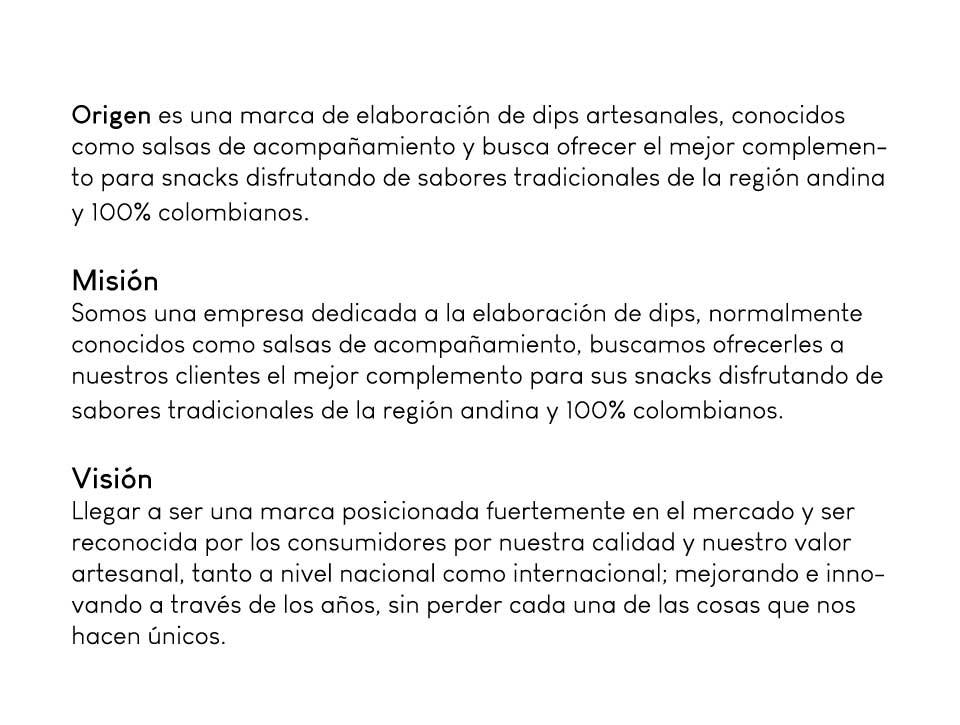 Origen es una marca de elaboración de dips artesanales, conocidos
como salsas de acompañamiento y busca ofrecer el mejor complemen-
to para snacks disfrutando de sabores tradicionales de la región andina
y 100% colombianos.
Misión
Somos una empresa dedicada a la elaboración de dips, normalmente
conocidos como salsas de acompañamiento, buscamos ofrecerles a
nuestros clientes el mejor complemento para sus snacks disfrutando de
sabores tradicionales de la región andina y 100% colombianos.
Visión
Llegar a ser una marca posicionada fuertemente en el mercado y ser
reconocida por los consumidores por nuestra calidad y nuestro valor
artesanal, tanto a nivel nacional como internacional; mejorando e inno-
vando a través de los años, sin perder cada una de las cosas que nos
hacen únicos.